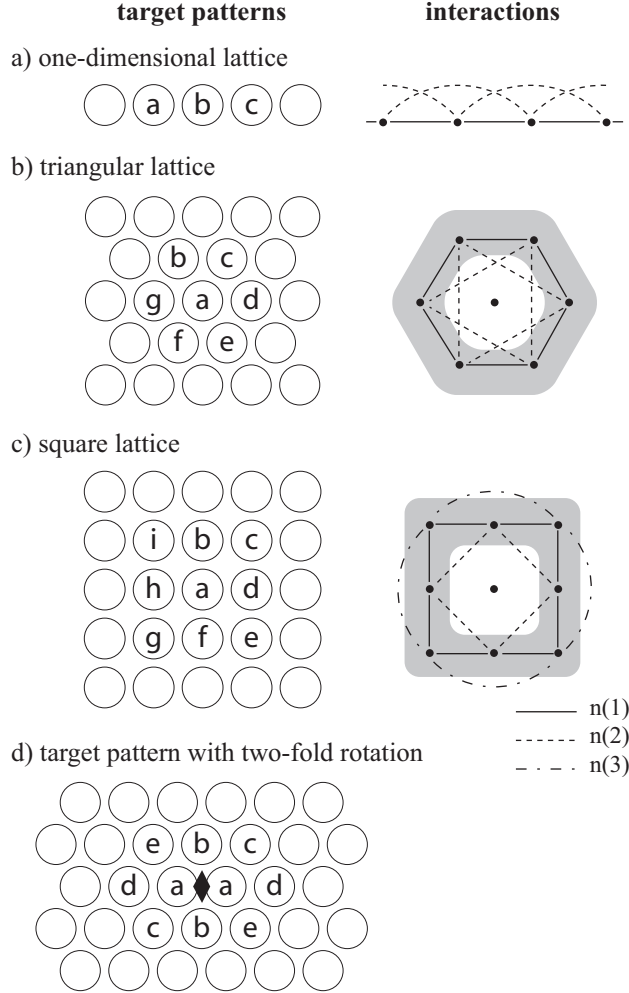 target patterns interactions
a) one-dimensional lattice
a b c
b) triangular lattice
b c
g a d
f e
c) square lattice
i b c
h a d
g f e
n(1)
n(2)
n(3)
d) target pattern with two-fold rotation
e b c
d a a d
c b e